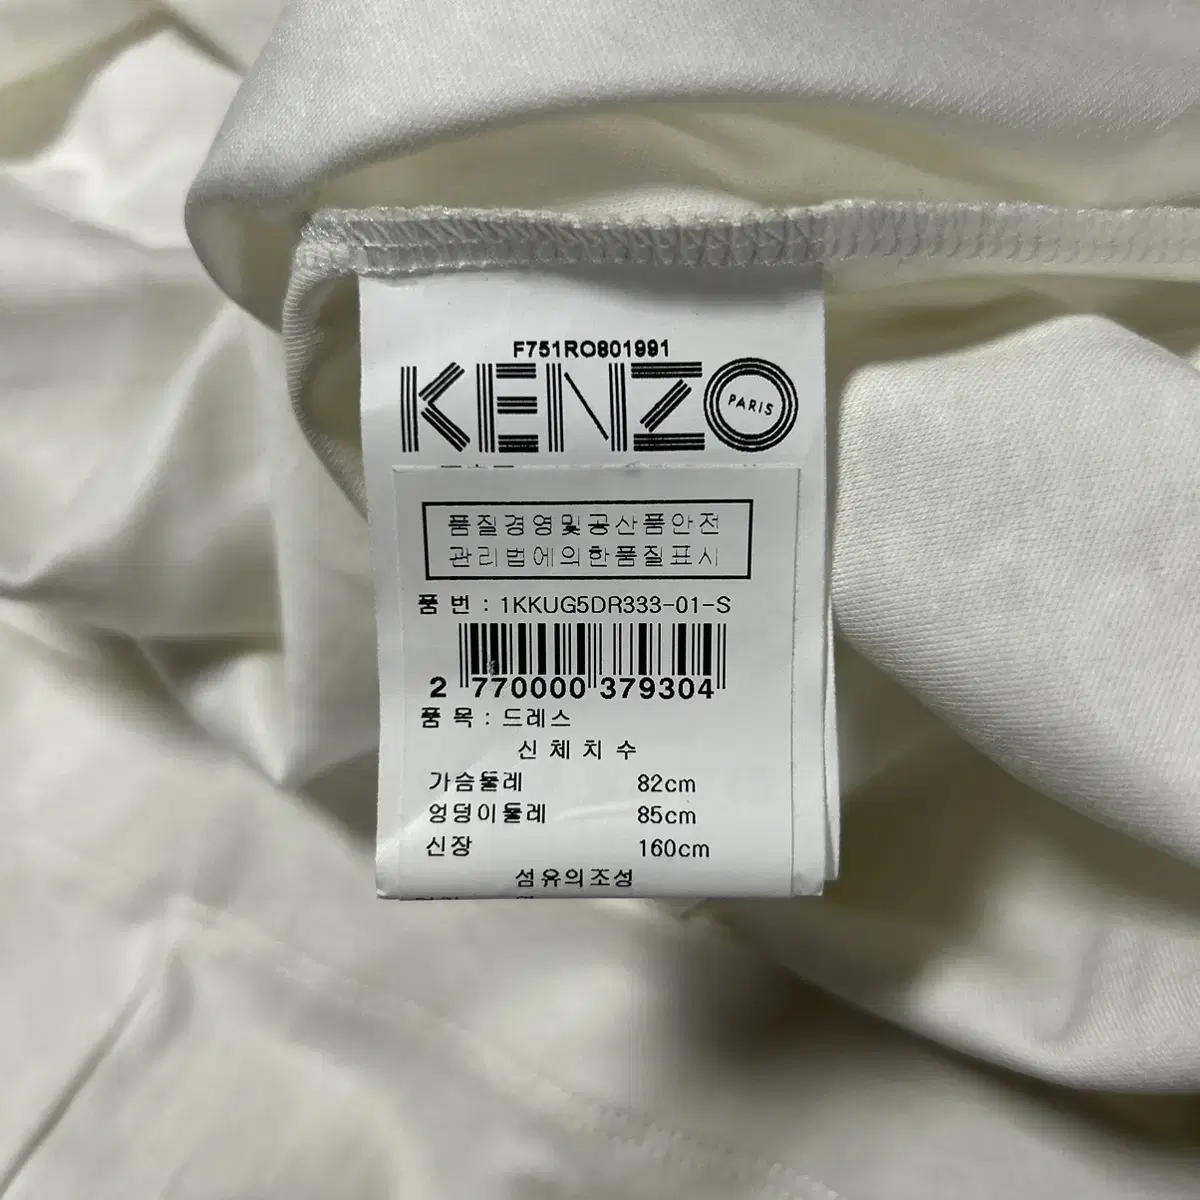 F751RO801991
KENZO
PARIS
품질경영및공산품안전
관리법에의한품질표시
품 번 : 1KKUG5DR333-01-S
2 770000 379304
품 목 : 드레스
신 체 치 수
가슴둘레 82cm
엉덩이둘레 85cm
신장 160cm
섬유의조성